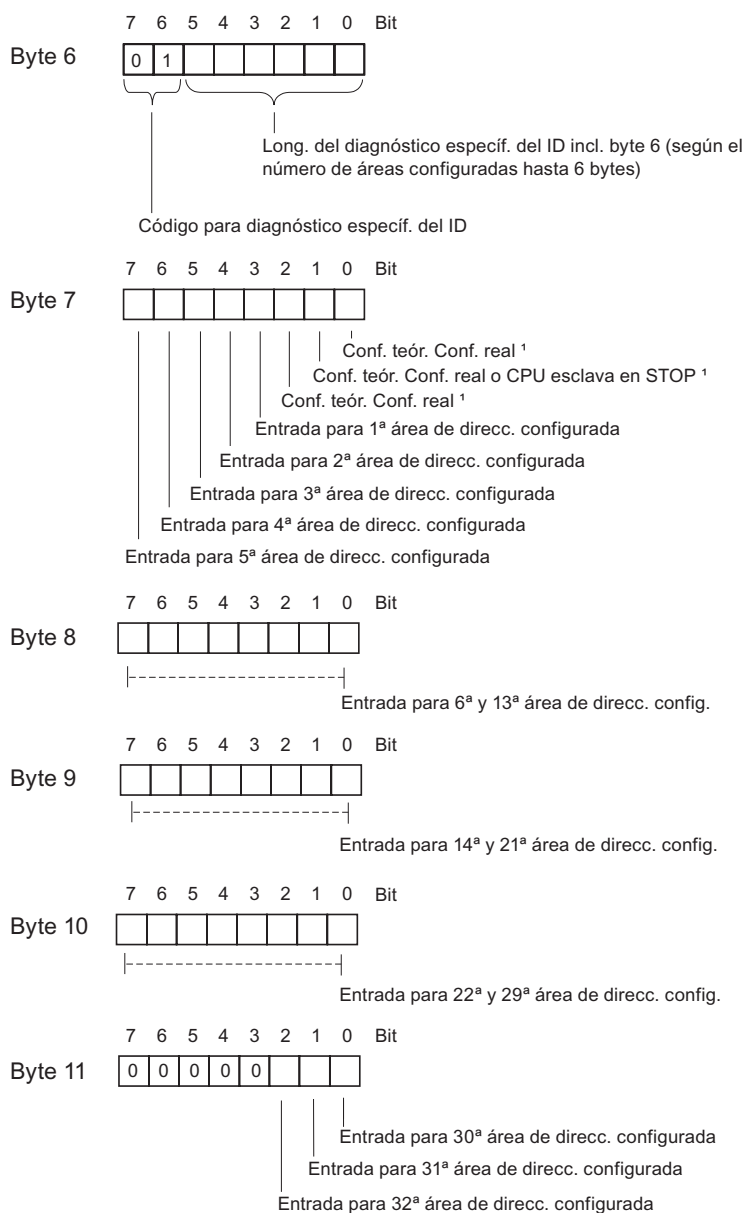 7 6 5 4 3 2 1 0 Bit
Byte 6
0 1
Long. del diagnóstico específ. del ID incl. byte 6 (según el
número de áreas configuradas hasta 6 bytes)
Código para diagnóstico específ. del ID
7 6 5 4 3 2 1 0 Bit
Byte 7
Conf. teór. Conf. real ¹
Conf. teór. Conf. real o CPU esclava en STOP ¹
Conf. teór. Conf. real ¹
Entrada para 1ª área de direcc. configurada
Entrada para 2ª área de direcc. configurada
Entrada para 3ª área de direcc. configurada
Entrada para 4ª área de direcc. configurada
Entrada para 5ª área de direcc. configurada
7 6 5 4 3 2 1 0 Bit
Byte 8
Entrada para 6ª y 13ª área de direcc. config.
7 6 5 4 3 2 1 0 Bit
Byte 9
Entrada para 14ª y 21ª área de direcc. config.
7 6 5 4 3 2 1 0 Bit
Byte 10
Entrada para 22ª y 29ª área de direcc. config.
7 6 5 4 3 2 1 0 Bit
Byte 11
0 0 0 0 0
Entrada para 30ª área de direcc. configurada
Entrada para 31ª área de direcc. configurada
Entrada para 32ª área de direcc. configurada